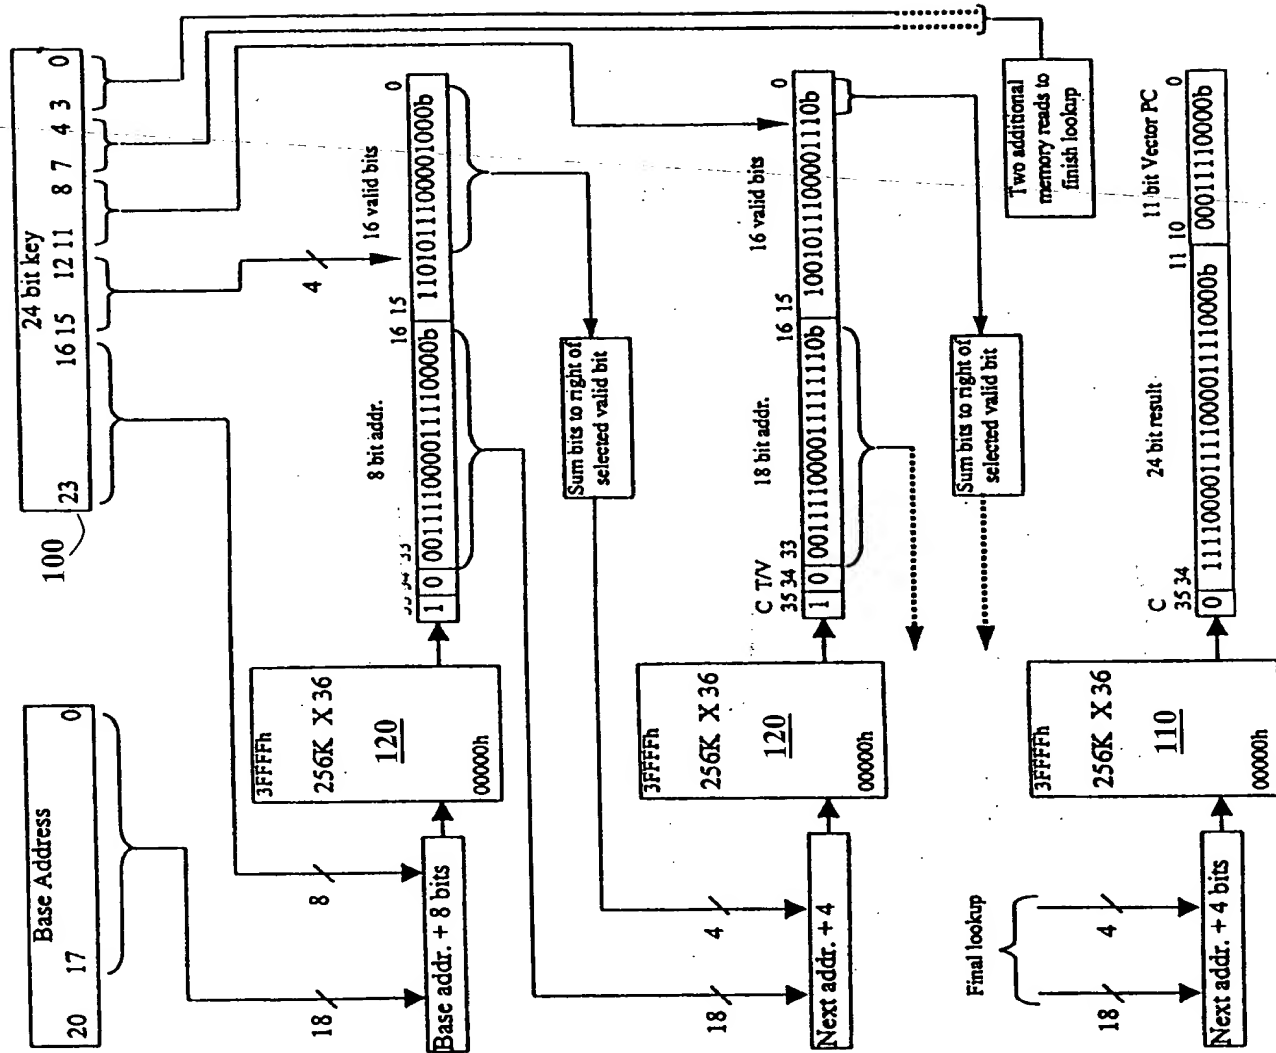 Base Address
20 17 0
24 bit key
23 16 15 12 11 8 7 4 3 0
100
18
8
4
Base addr. + 8 bits
3FFFFh
256K X 36
120
00000h
34 33
8 bit addr.
16 15
16 valid bits
0
1 0 001111000011110000b 1101011100001000b
Sum bits to right of
selected valid bit
18
4
Next addr. + 4
3FFFFh
256K X 36
120
00000h
C T/V
35 34 33
18 bit addr.
16 15
16 valid bits
0
1 0 001111000011111110b 1001011100001110b
Sum bits to right of
selected valid bit
Two additional
memory reads to
finish lookup
Final lookup
18
4
Next addr. + 4 bits
3FFFFh
256K X 36
110
00000h
C
35 34
24 bit result
11 10
11 bit Vector PC
0
0 111100001111000011110000b 00011110000b